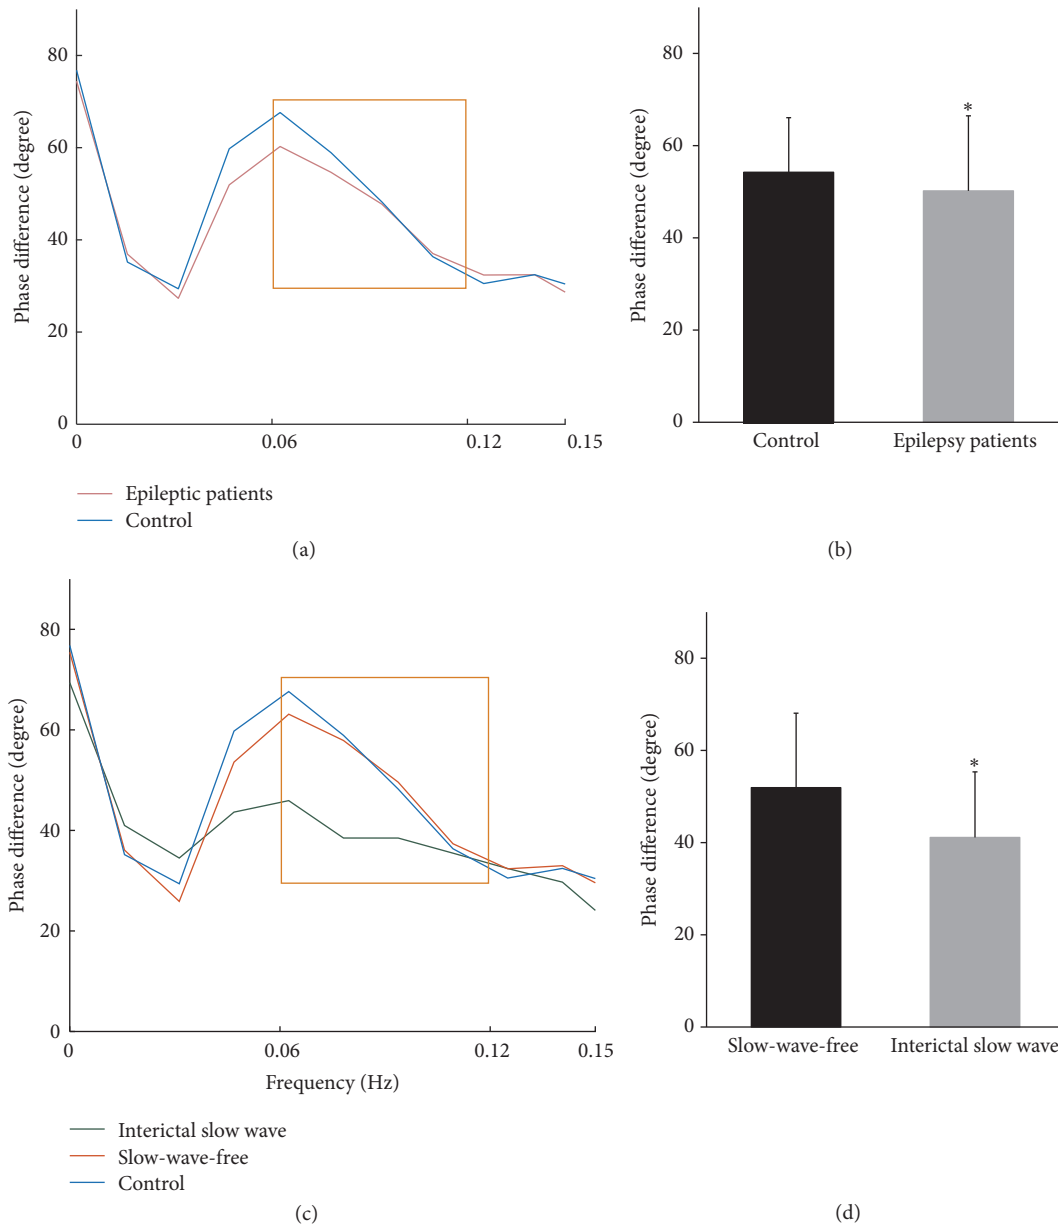 80
60
40
20
0
Phase difference (degree)
0
0.06
0.12
0.15
Epileptic patients
Control
(a)
80
60
40
20
0
Phase difference (degree)
*
Control
Epilepsy patients
(b)
80
60
40
20
0
Phase difference (degree)
0
0.06
0.12
0.15
Frequency (Hz)
Interictal slow wave
Slow-wave-free
Control
(c)
80
60
40
20
0
Phase difference (degree)
*
Slow-wave-free
Interictal slow wave
(d)